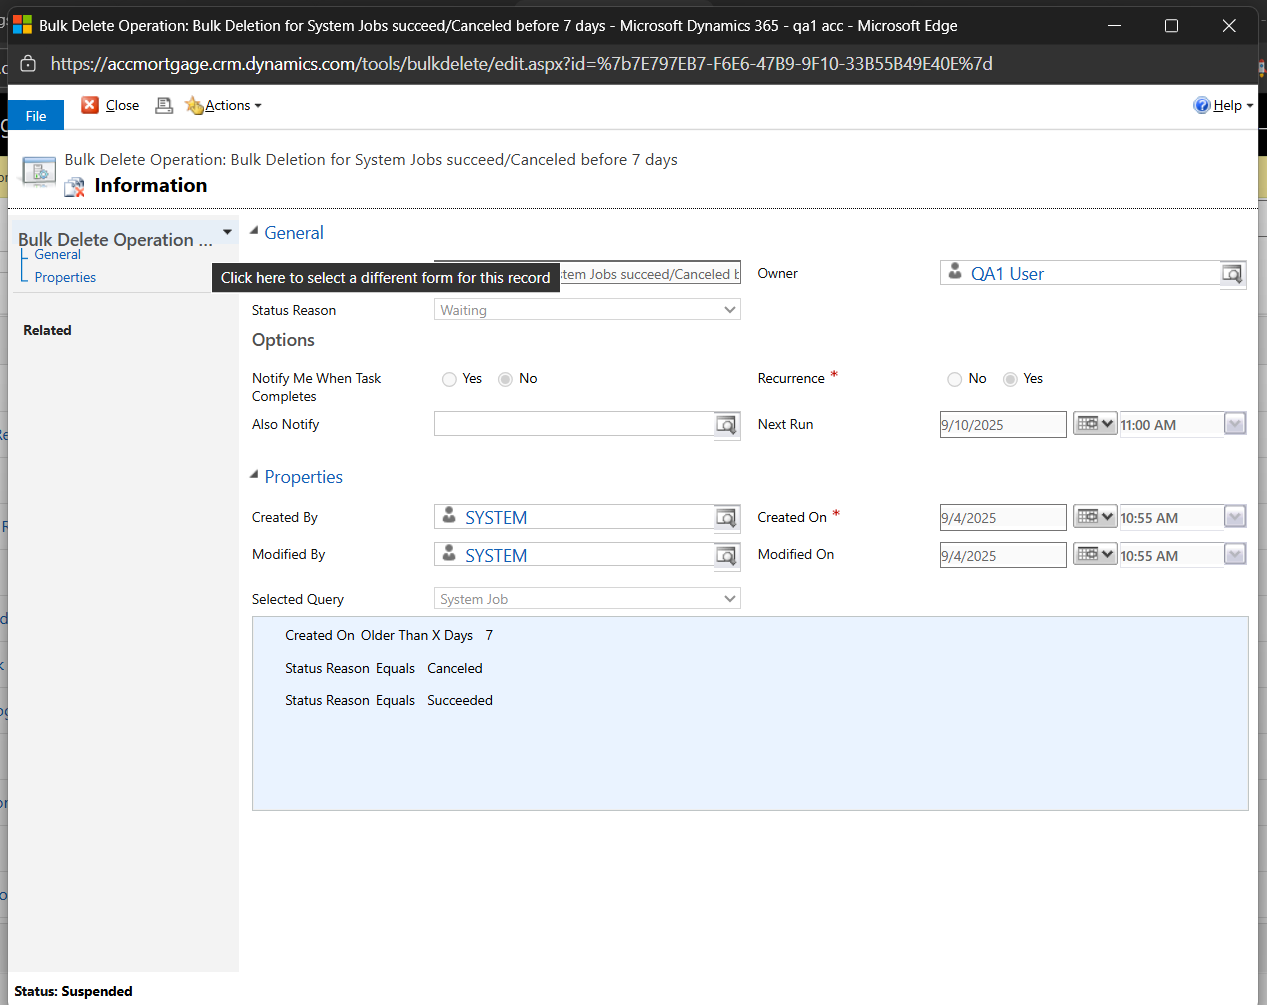 Bulk Delete Operation: Bulk Deletion for System Jobs succeed/Canceled before 7 days - Microsoft Dynamics 365 - qa1 acc - Microsoft Edge
https://accmortgage.crm.dynamics.com/tools/bulkdelete/edit.aspx?id=%7b7E797EB7-F6E6-47B9-9F10-33B55B49E40E%7d
File
Close
Actions
Help
Bulk Delete Operation: Bulk Deletion for System Jobs succeed/Canceled before 7 days
Information
Bulk Delete Operation ...
General
Properties
Related
General
Click here to select a different form for this record
tem Jobs succeed/Canceled b
Owner
QA1 User
Status Reason
Waiting
Options
Notify Me When Task Completes
Yes
No
Recurrence *
No
Yes
Also Notify
Next Run
9/10/2025
11:00 AM
Properties
Created By
SYSTEM
Created On *
9/4/2025
10:55 AM
Modified By
SYSTEM
Modified On
9/4/2025
10:55 AM
Selected Query
System Job
Created On Older Than X Days 7
Status Reason Equals Canceled
Status Reason Equals Succeeded
Status: Suspended